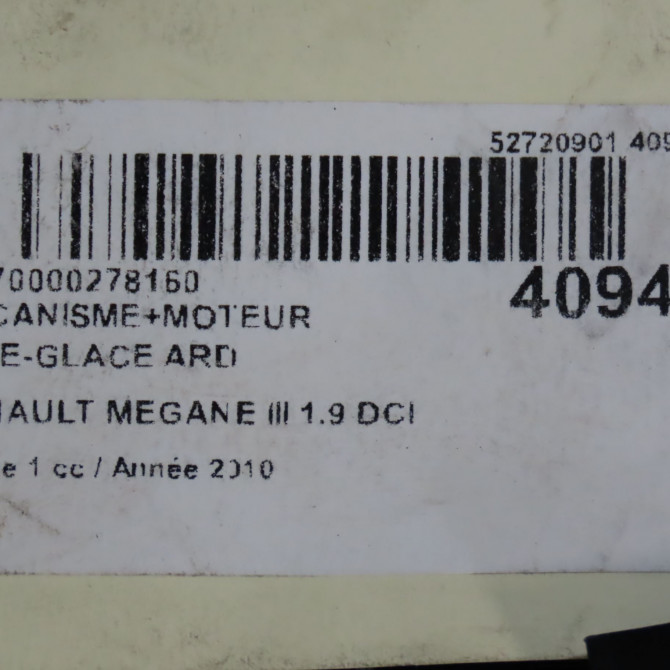 52720901 409
70000278160
4094
CANISME+MOTEUR
E-GLACE ARD
AULT MEGANE III 1.9 DCI
e 1 cc / Année 2010